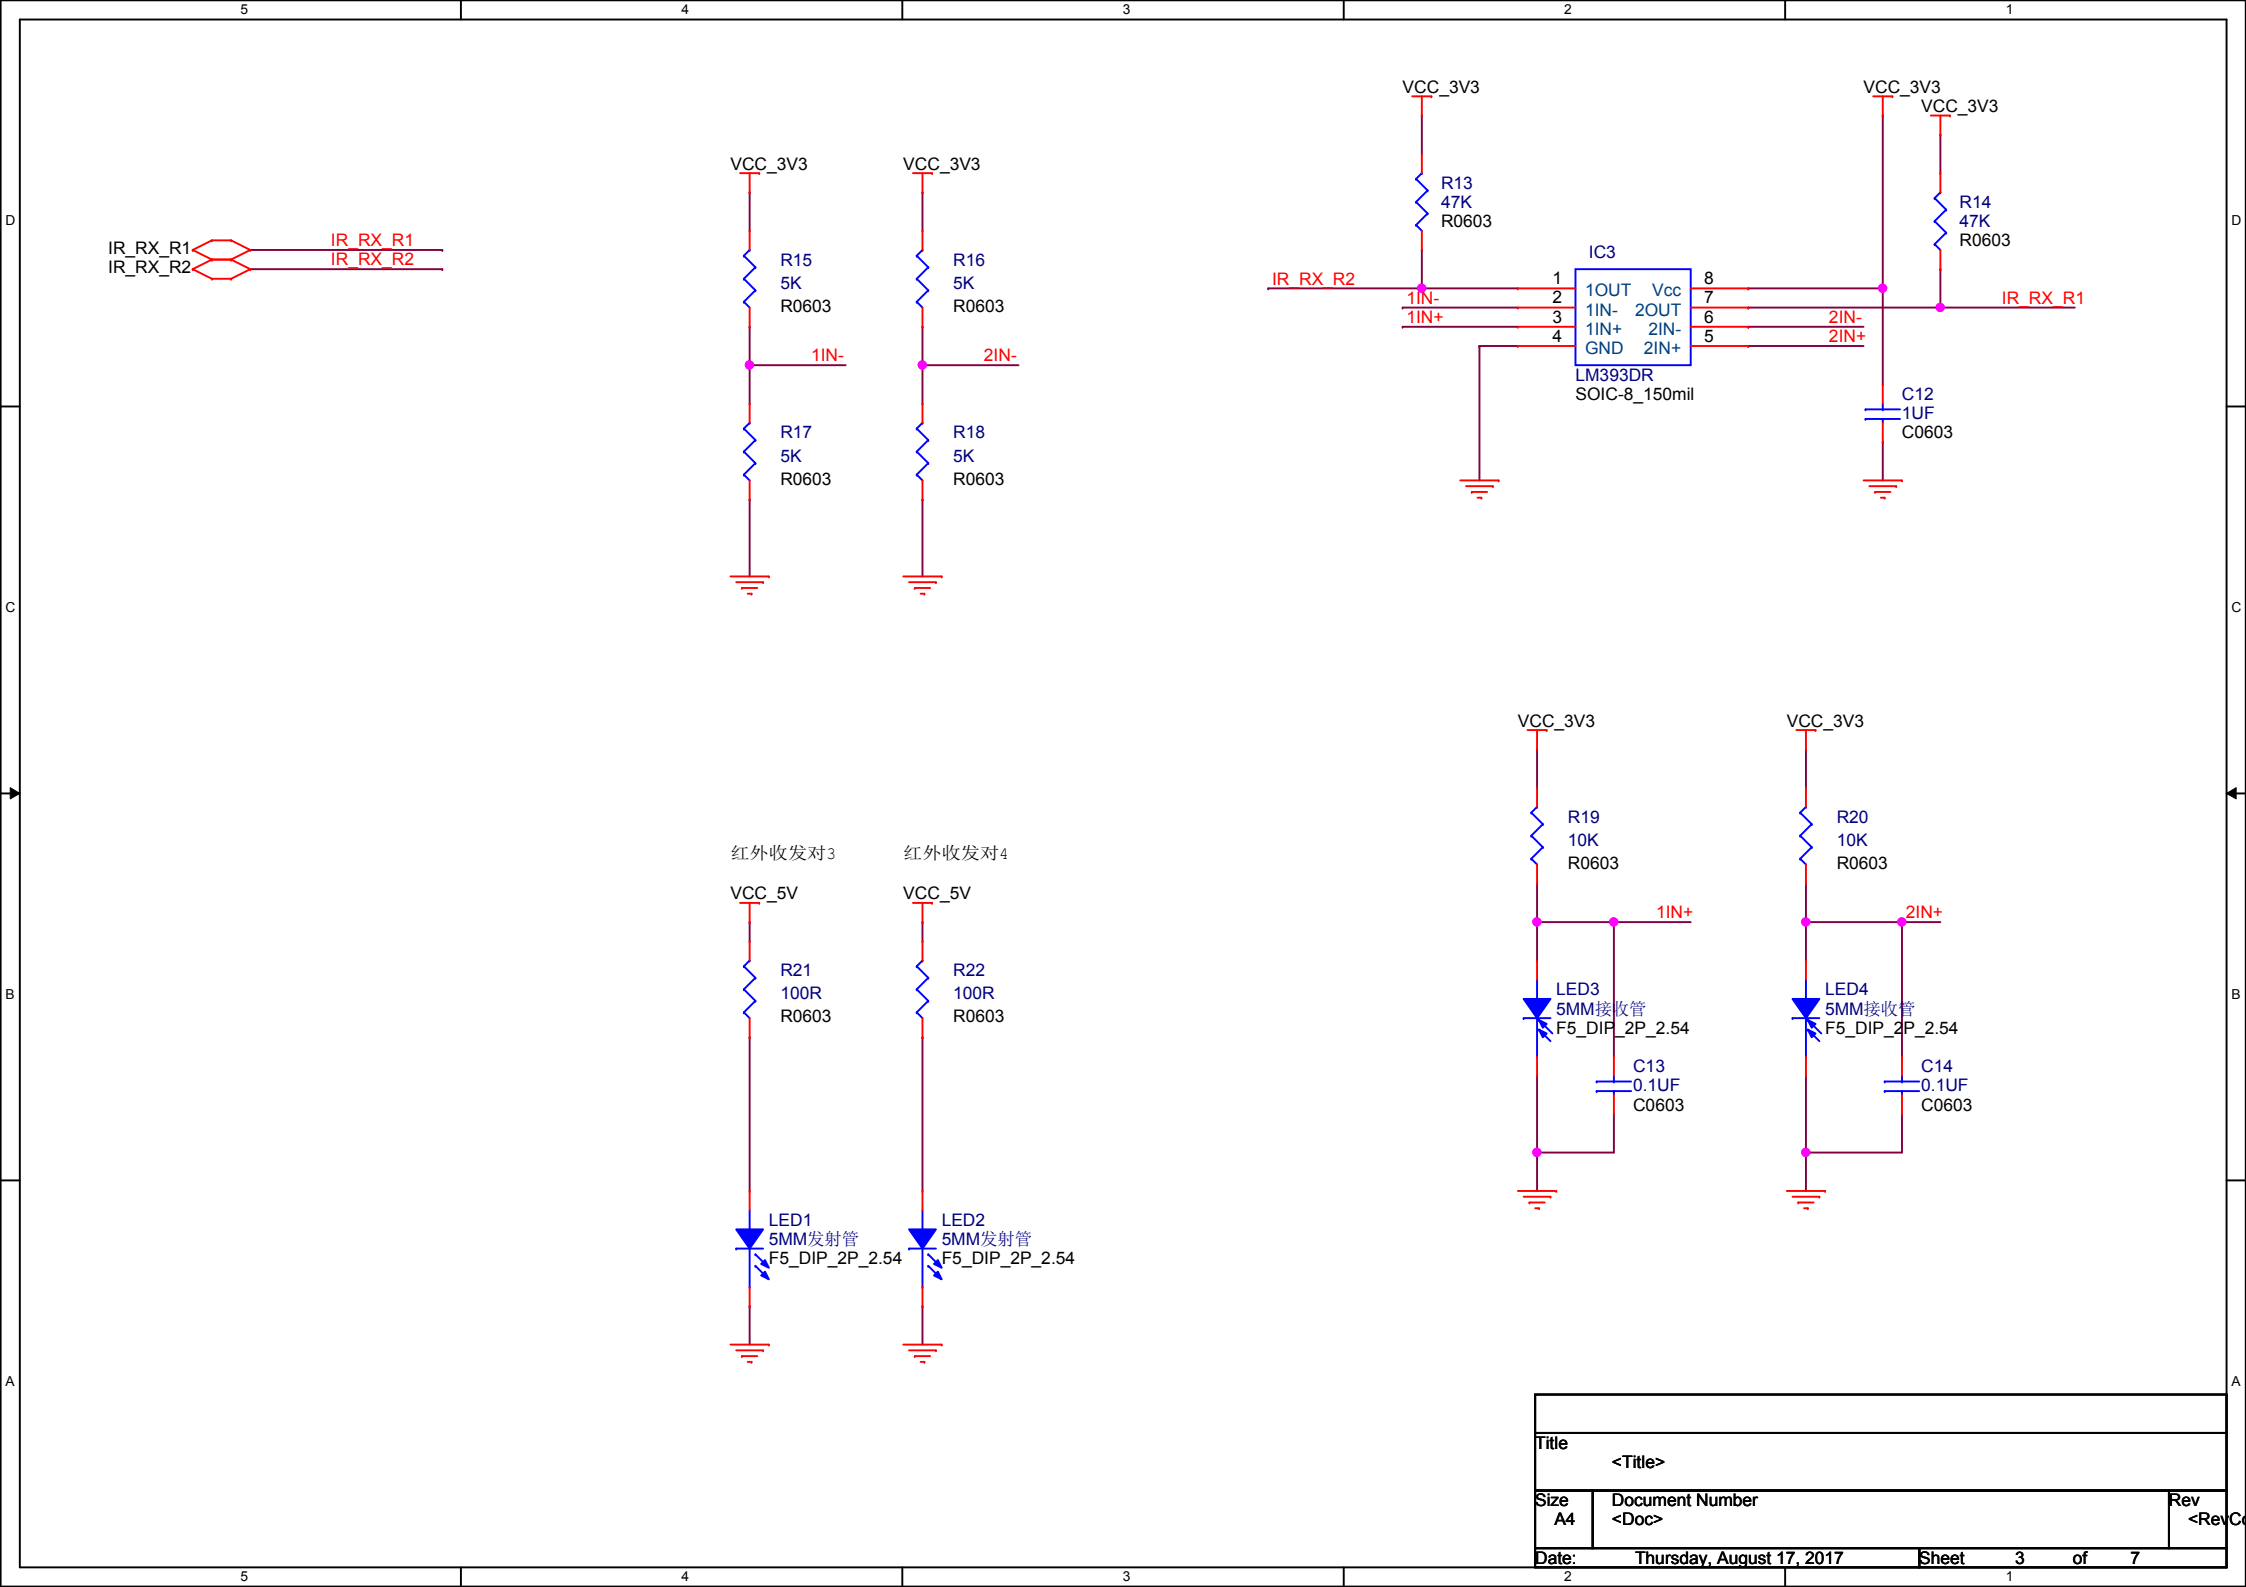 5 4 3 2 1
D
D
C
C
B
B
A
A
IR_RX_R1
IR_RX_R1
IR_RX_R2
IR_RX_R2
VCC_3V3
R15
5K
R0603
1IN-
R17
5K
R0603
VCC_3V3
R16
5K
R0603
2IN-
R18
5K
R0603
VCC_3V3
R13
47K
R0603
VCC_3V3
VCC_3V3
R14
47K
R0603
IC3
IR_RX_R2
1IN-
1IN+
1
2
3
4
1OUT Vcc
1IN- 2OUT
1IN+ 2IN-
GND 2IN+
8
7
6
5
IR_RX_R1
2IN-
2IN+
LM393DR
SOIC-8_150mil
C12
1UF
C0603
红外收发对3
VCC_5V
R21
100R
R0603
LED1
5MM发射管
F5_DIP_2P_2.54
红外收发对4
VCC_5V
R22
100R
R0603
LED2
5MM发射管
F5_DIP_2P_2.54
VCC_3V3
R19
10K
R0603
1IN+
LED3
5MM接收管
F5_DIP_2P_2.54
C13
0.1UF
C0603
VCC_3V3
R20
10K
R0603
2IN+
LED4
5MM接收管
F5_DIP_2P_2.54
C14
0.1UF
C0603
Title
<Title>
Size Document Number Rev
A4 <Doc>
Date: Thursday, August 17, 2017 Sheet 3 of 7
5 4 3 2 1